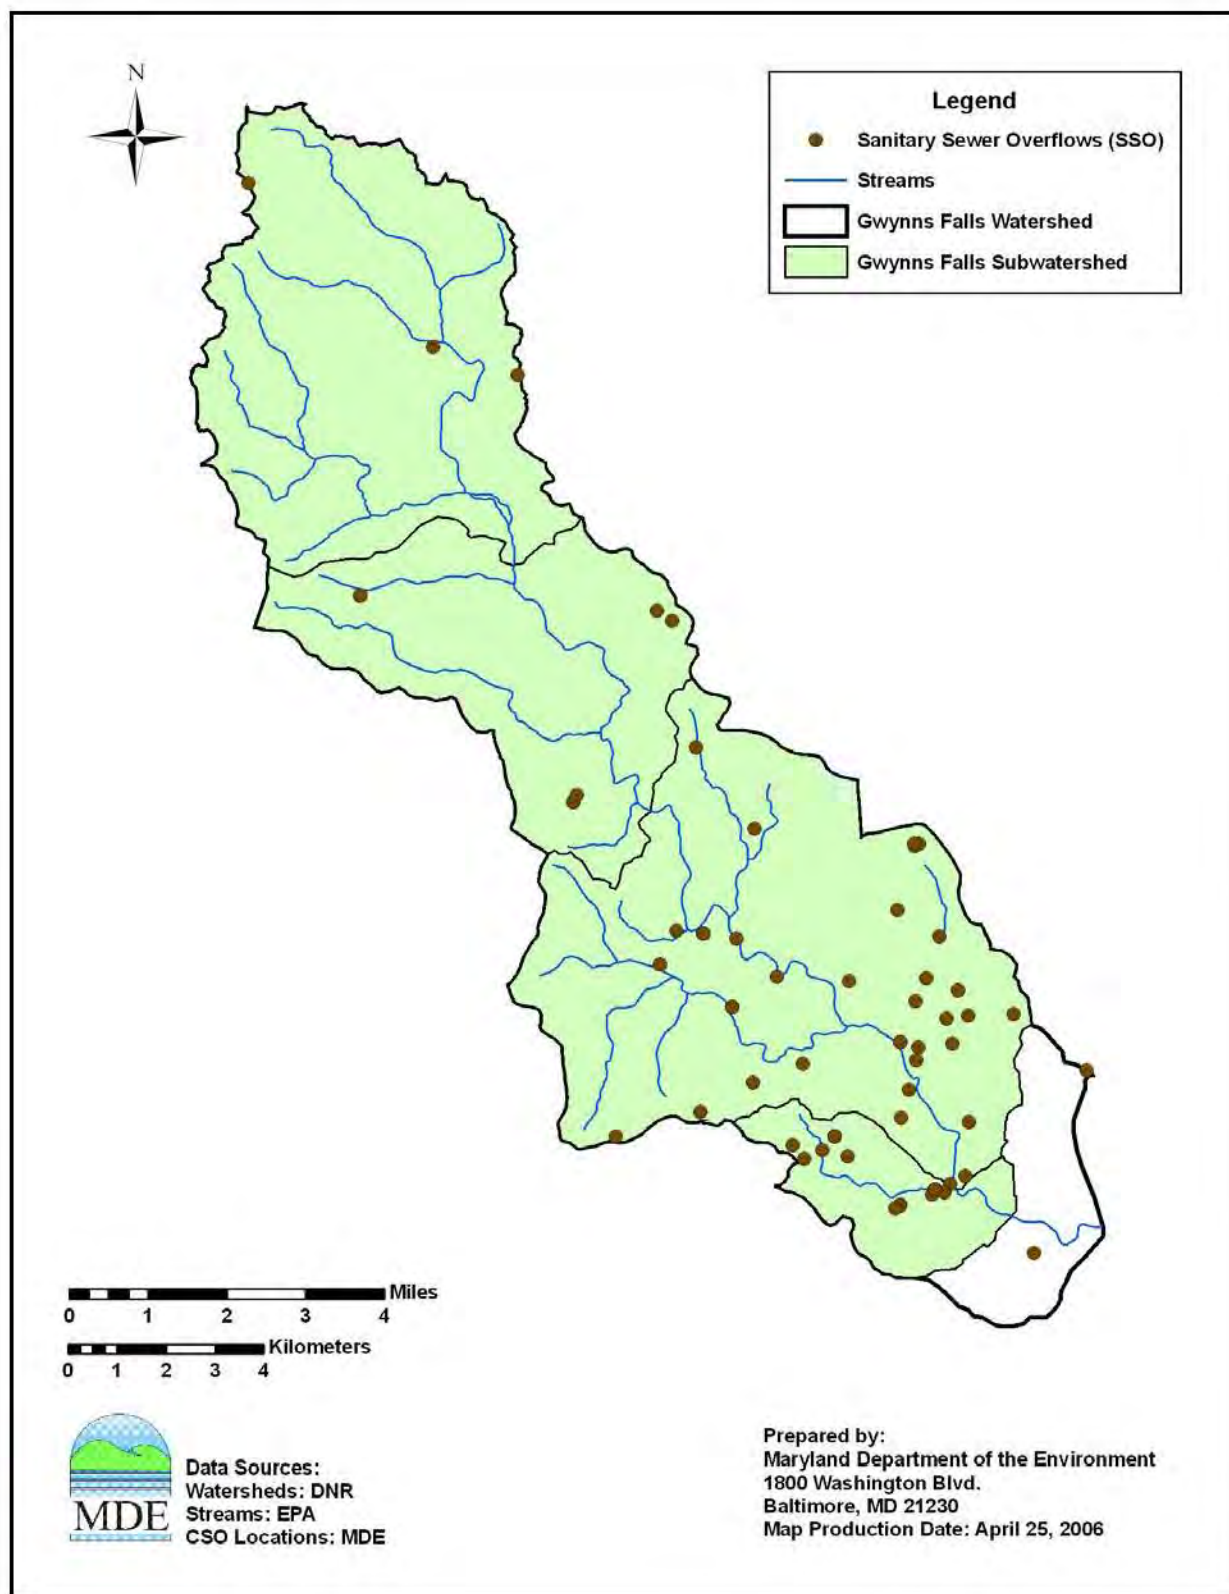 N
Legend
Sanitary Sewer Overflows (SSO)
Streams
Gwynns Falls Watershed
Gwynns Falls Subwatershed
Miles
0 1 2 3 4
Kilometers
0 1 2 3 4
MDE
Data Sources:
Watersheds: DNR
Streams: EPA
CSO Locations: MDE
Prepared by:
Maryland Department of the Environment
1800 Washington Blvd.
Baltimore, MD 21230
Map Production Date: April 25, 2006